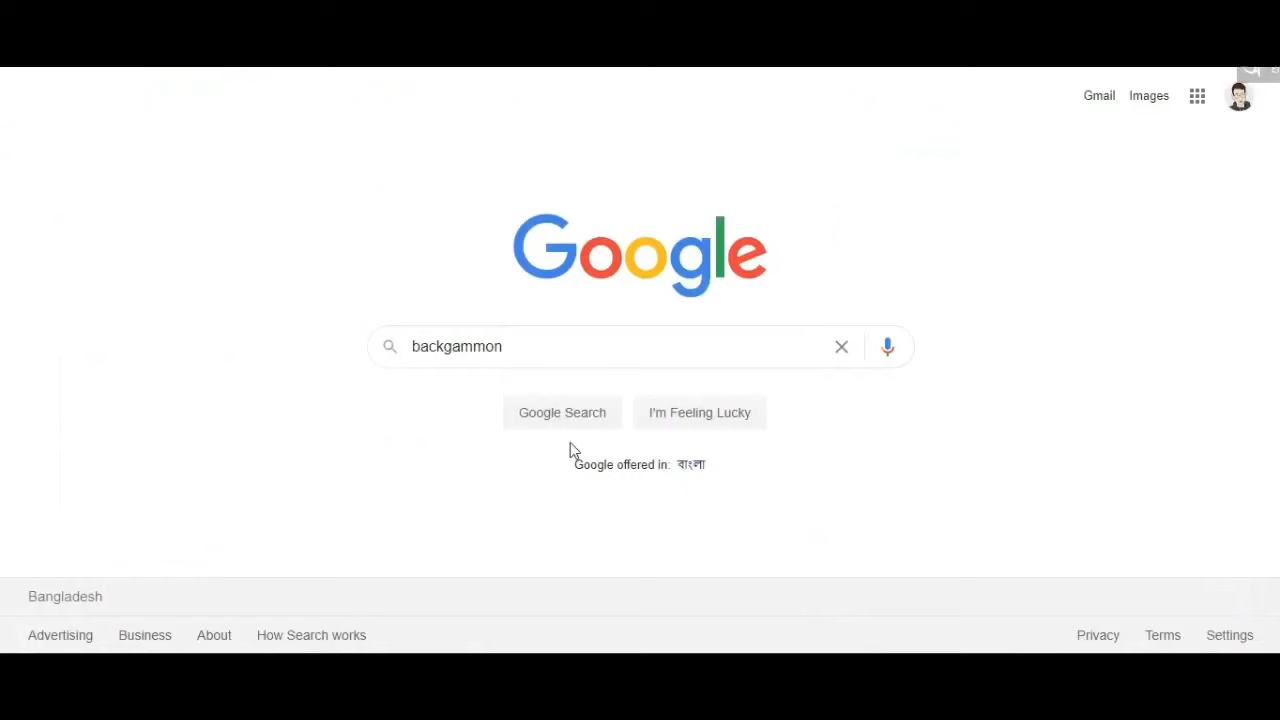 Gmail Images
Google
backgammon
Google Search I'm Feeling Lucky
Google offered in: বাংলা
Bangladesh
Advertising Business About How Search works Privacy Terms Settings